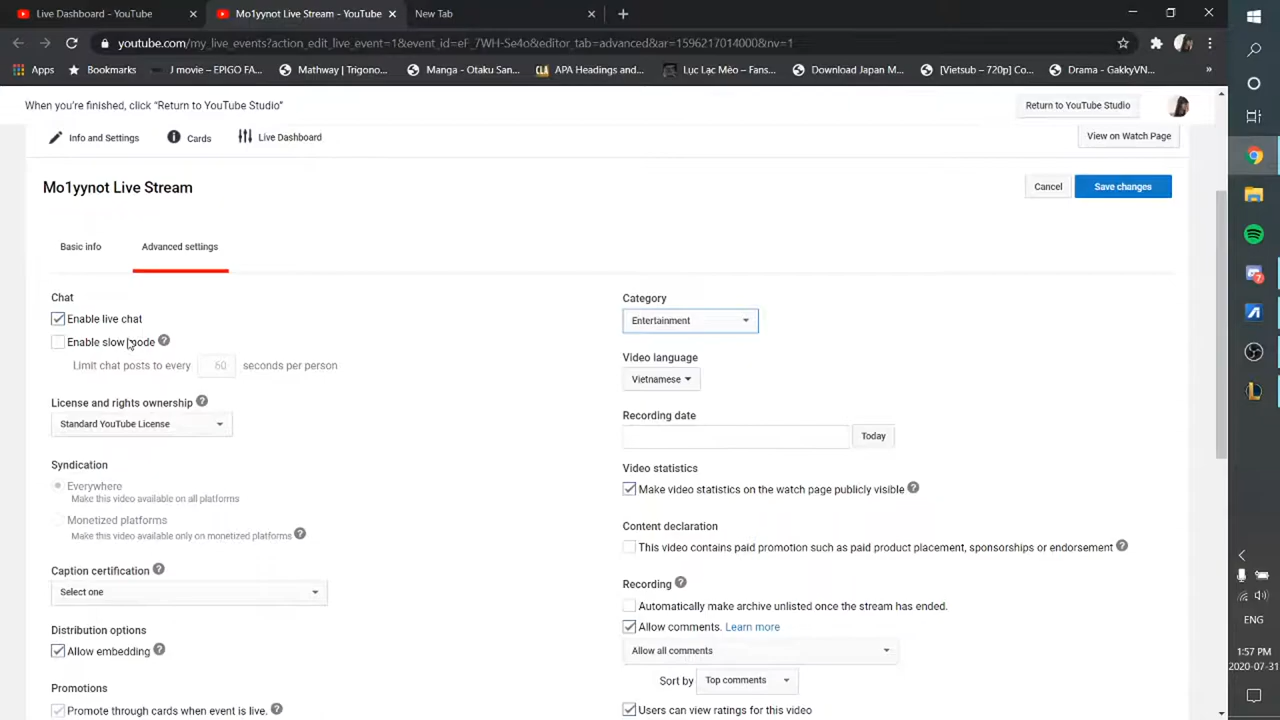 Live Dashboard - YouTube
Mo1yynot Live Stream - YouTube
New Tab
youtube.com/my_live_events?action_edit_live_event=1&event_id=eF_7WH-Se4o&editor_tab=advanced&ar=1596217014000&nv=1
Apps
Bookmarks
J movie – EPIGO FA...
Mathway | Trigono...
Manga - Otaku San...
APA Headings and...
Lục Lạc Mèo – Fans...
Download Japan M...
[Vietsub – 720p] Co...
Drama - GakkyVN...
»
When you're finished, click "Return to YouTube Studio"
Return to YouTube Studio
Info and Settings
Cards
Live Dashboard
View on Watch Page
Mo1yynot Live Stream
Cancel
Save changes
Basic info
Advanced settings
Chat
Enable live chat
Enable slow mode
Limit chat posts to every 60 seconds per person
License and rights ownership
Standard YouTube License
Syndication
Everywhere
Make this video available on all platforms
Monetized platforms
Make this video available only on monetized platforms
Caption certification
Select one
Distribution options
Allow embedding
Promotions
Promote through cards when event is live.
Category
Entertainment
Video language
Vietnamese
Recording date
Today
Video statistics
Make video statistics on the watch page publicly visible
Content declaration
This video contains paid promotion such as paid product placement, sponsorships or endorsement
Recording
Automatically make archive unlisted once the stream has ended.
Allow comments. Learn more
Allow all comments
Sort by Top comments
Users can view ratings for this video
ENG
1:57 PM
2020-07-31